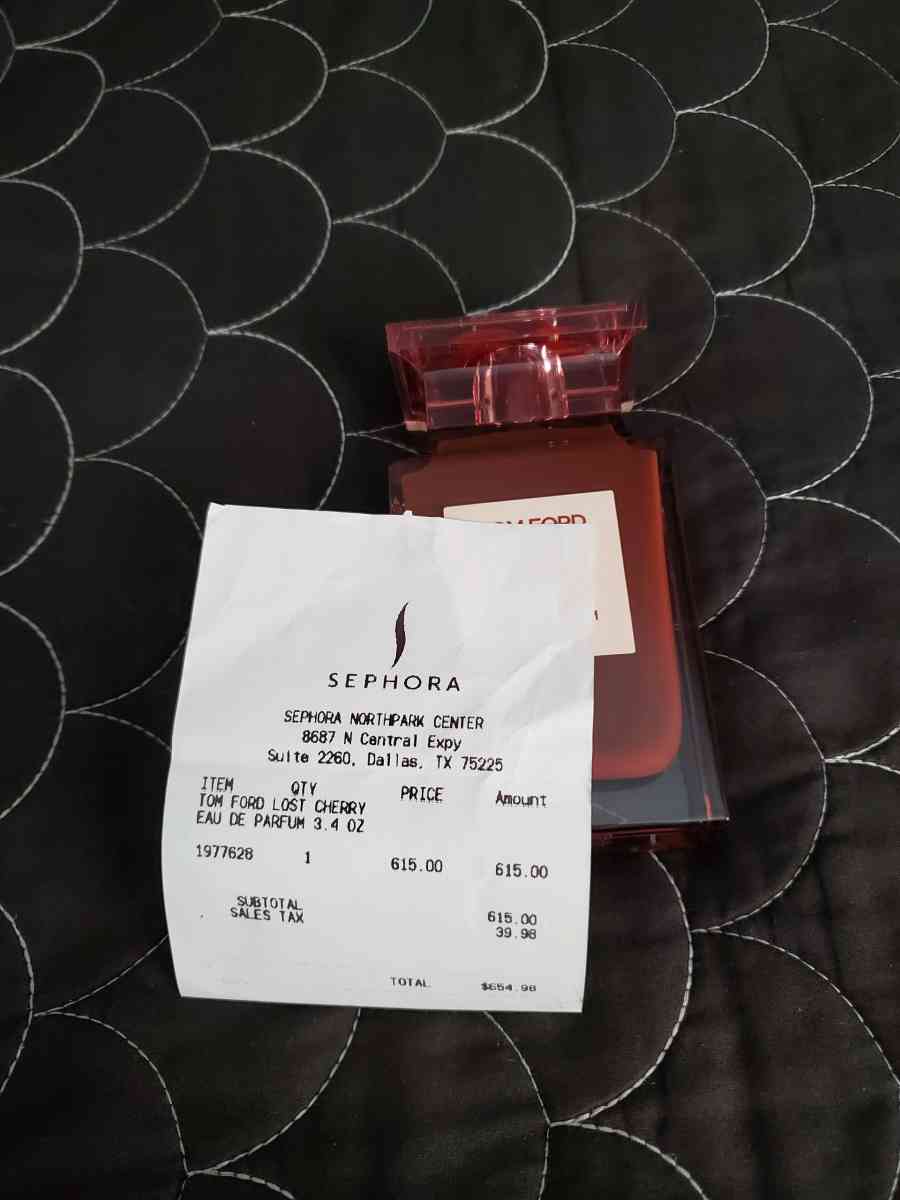 OM FORD
SEPHORA
SEPHORA NORTHPARK CENTER
8687 N Central Expy
Suite 2260, Dallas, TX 75225
ITEM QTY PRICE Amount
TOM FORD LOST CHERRY
EAU DE PARFUM 3.4 OZ
1977628 1 615.00 615.00
SUBTOTAL 615.00
SALES TAX 39.98
TOTAL $654.98